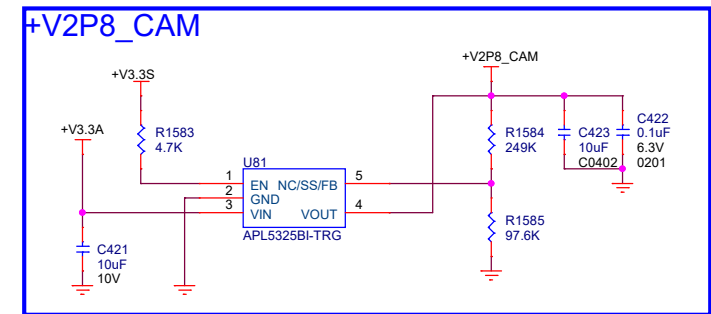 +V2P8_CAM
+V3.3S
+V3.3A
R1583
4.7K
C421
10uF
10V
U81
1
2
3
EN
GND
VIN
NC/SS/FB
VOUT
5
4
APL5325BI-TRG
+V2P8_CAM
R1584
249K
R1585
97.6K
C423
10uF
C0402
C422
0.1uF
6.3V
0201